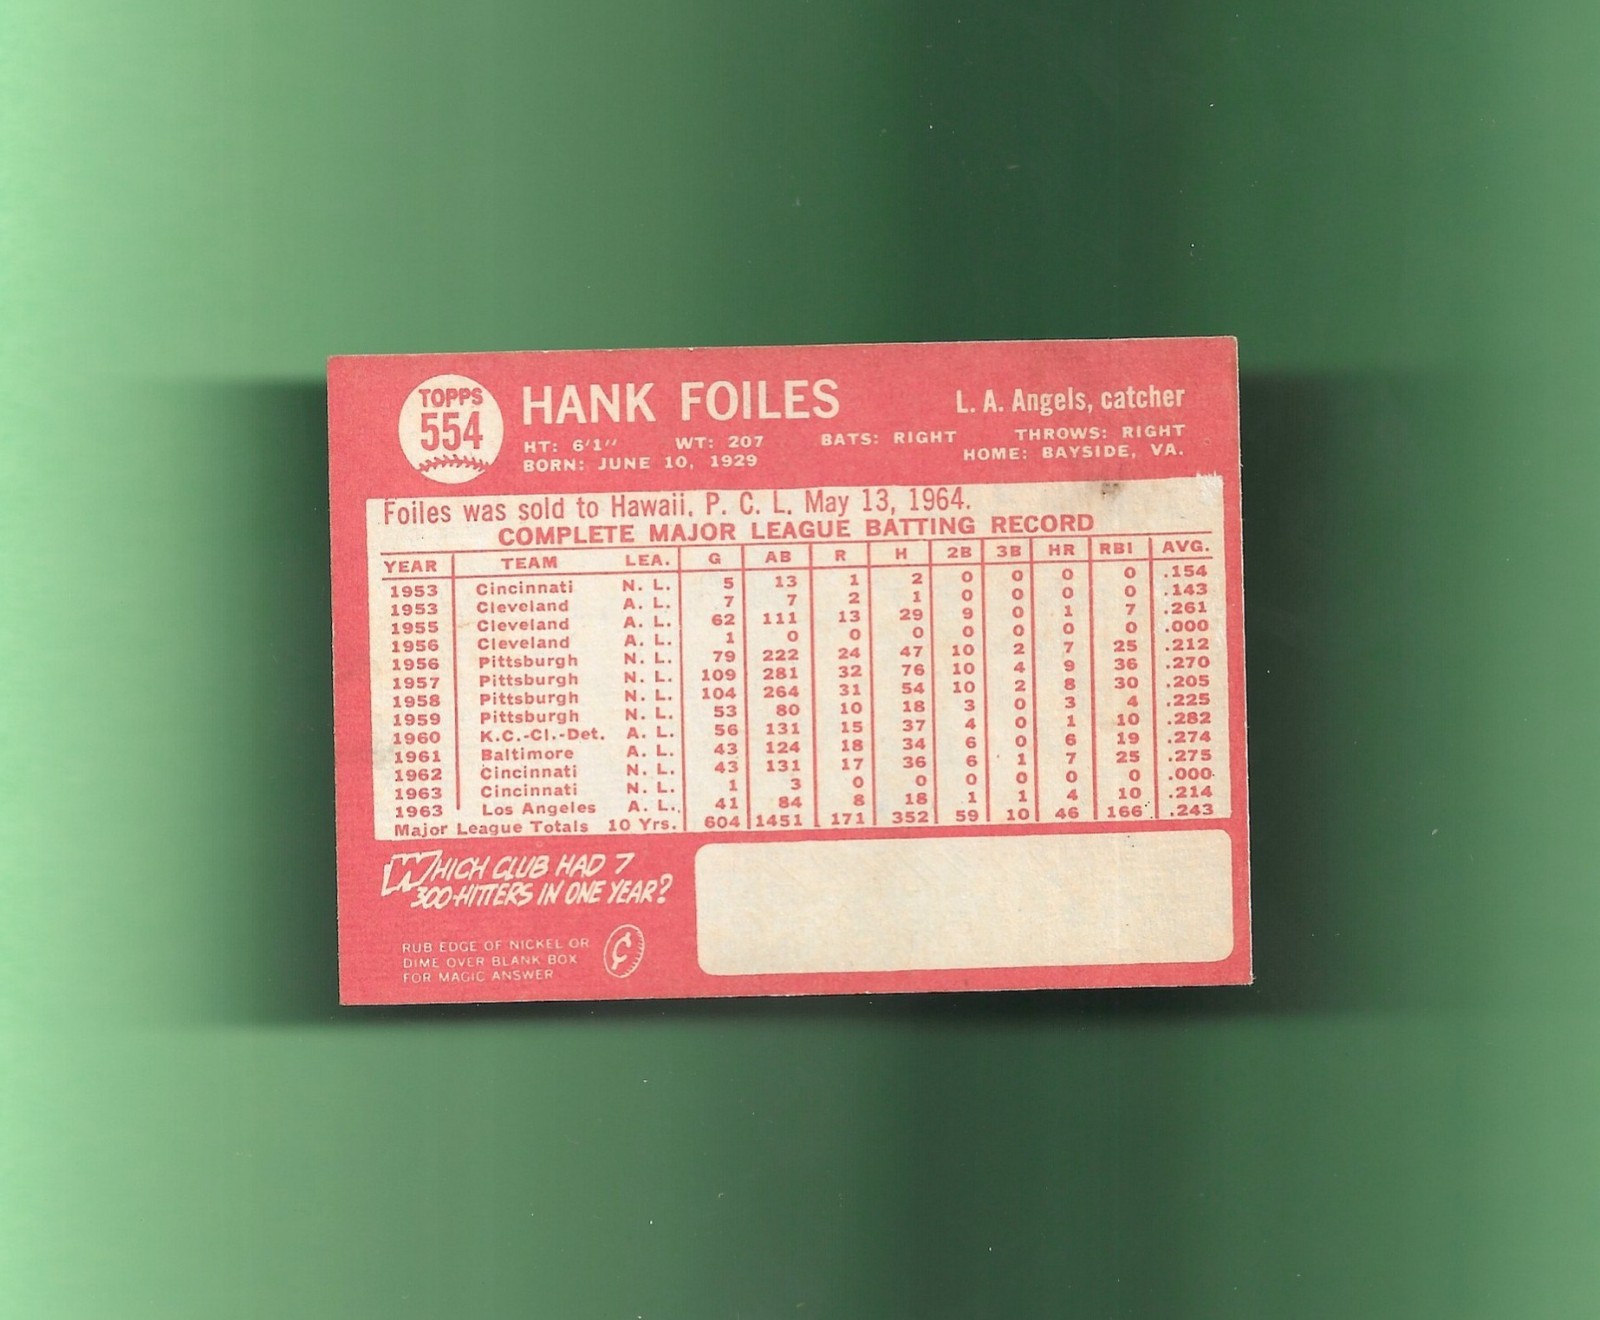 TOPPS
554
HANK FOILES
L. A. Angels, catcher
HT: 6'1" WT: 207 BATS: RIGHT THROWS: RIGHT
BORN: JUNE 10, 1929 HOME: BAYSIDE, VA.
Foiles was sold to Hawaii, P. C. L. May 13, 1964.
COMPLETE MAJOR LEAGUE BATTING RECORD
YEAR TEAM LEA. G AB R H 2B 3B HR RBI AVG.
1953 Cincinnati N. L. 5 13 1 2 0 0 0 0 .154
1953 Cleveland A. L. 7 7 2 1 0 0 0 0 .143
1955 Cleveland A. L. 62 111 13 29 9 0 1 7 .261
1956 Cleveland A. L. 1 0 0 0 0 0 0 0 .000
1956 Pittsburgh N. L. 79 222 24 47 10 2 7 25 .212
1957 Pittsburgh N. L. 109 281 32 76 10 4 9 36 .270
1958 Pittsburgh N. L. 104 264 31 54 10 2 8 30 .205
1959 Pittsburgh N. L. 53 80 10 18 3 0 3 4 .225
1960 K.C.-Cl.-Det. A. L. 56 131 15 37 4 0 1 10 .282
1961 Baltimore A. L. 43 124 18 34 6 0 6 19 .274
1962 Cincinnati N. L. 43 131 17 36 6 1 7 25 .275
1963 Cincinnati N. L. 1 3 0 0 0 0 0 0 .000
1963 Los Angeles A. L. 41 84 8 18 1 1 4 10 .214
Major League Totals 10 Yrs. 604 1451 171 352 59 10 46 166 .243
WHICH CLUB HAD 7
300-HITTERS IN ONE YEAR?
RUB EDGE OF NICKEL OR
DIME OVER BLANK BOX
FOR MAGIC ANSWER
¢